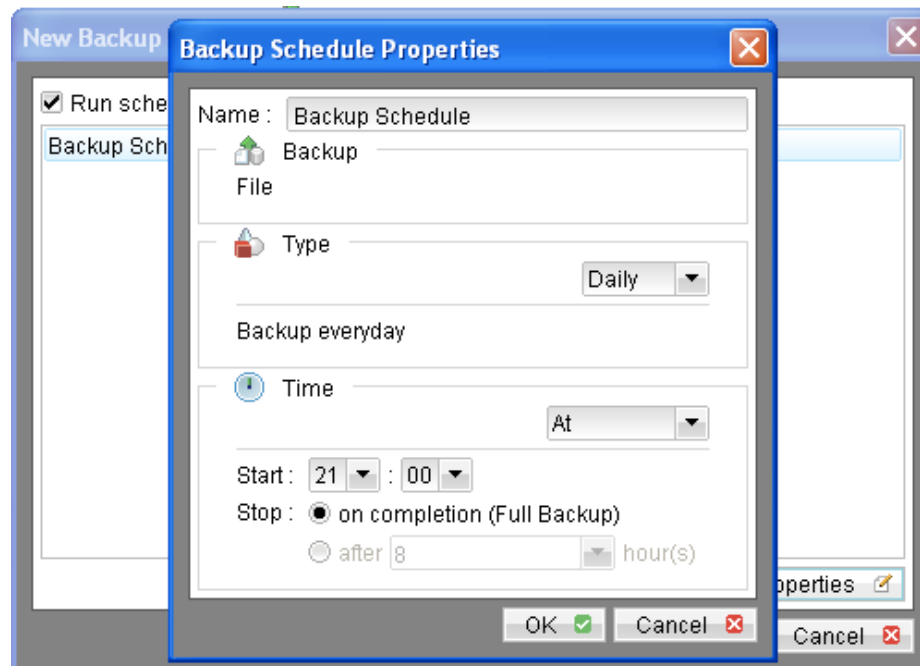 New Backup
Backup Schedule Properties
Run sche
Name : Backup Schedule
Backup Sch
Backup
File
Type
Daily
Backup everyday
Time
At
Start : 21 : 00
Stop : on completion (Full Backup)
after 8 hour(s)
operties
OK Cancel
Cancel